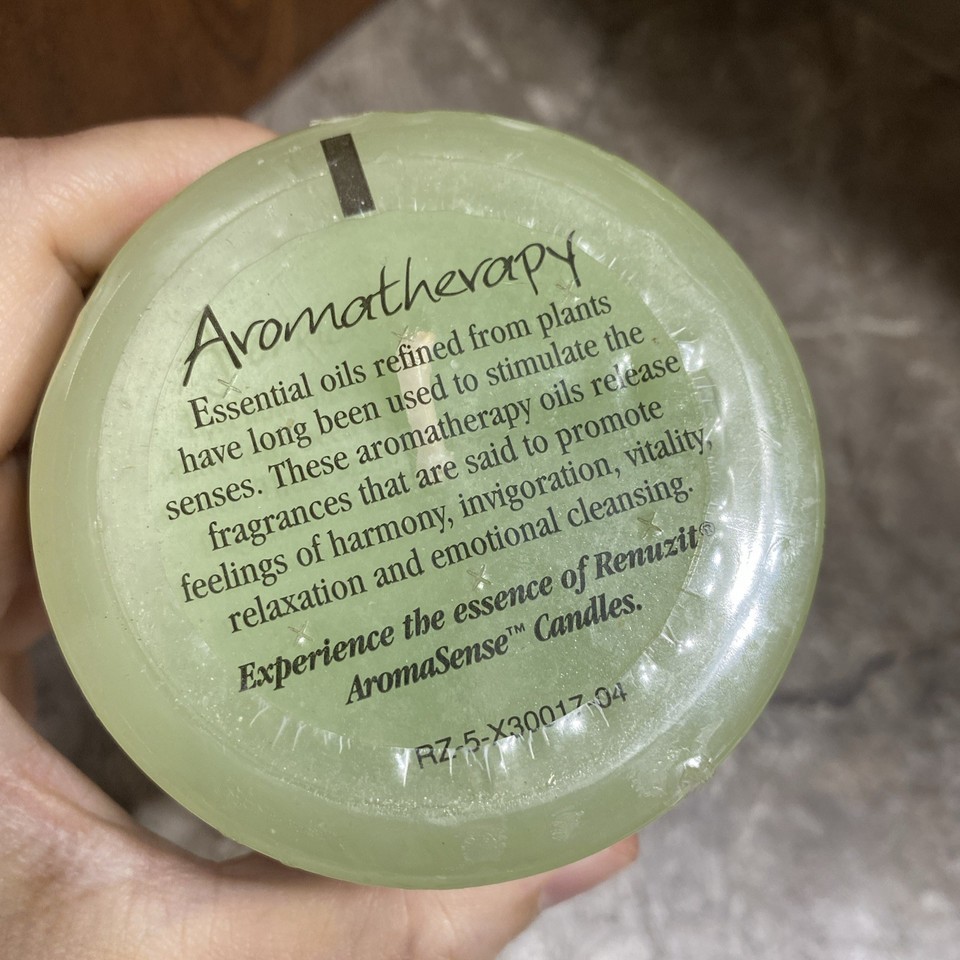 Aromatherapy
Essential oils refined from plants
have long been used to stimulate the
senses. These aromatherapy oils release
fragrances that are said to promote
feelings of harmony, invigoration, vitality,
relaxation and emotional cleansing.
Experience the essence of Renuzit®
AromaSense™ Candles.
RZ-5-X30017-04